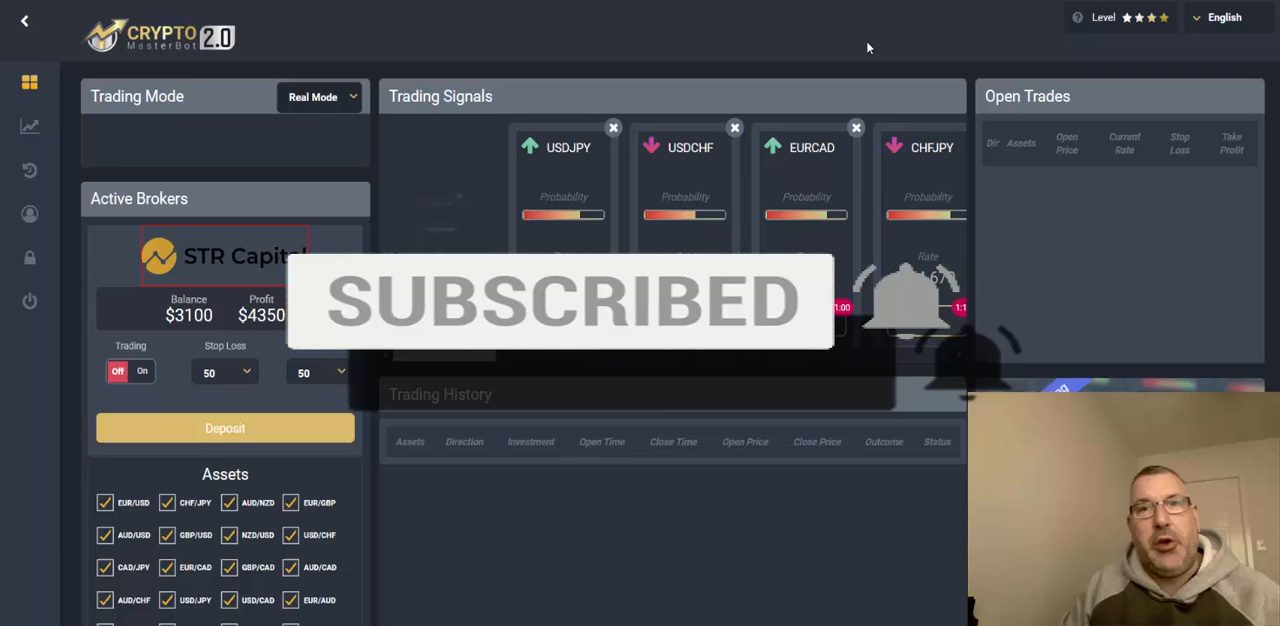 CRYPTO
MasterBot 2.0
Level
English
Trading Mode
Real Mode
Trading Signals
Open Trades
USDJPY
USDCHF
EURCAD
CHFJPY
Dir Assets Open Price Current Rate Stop Loss Take Profit
Active Brokers
Probability
Probability
Probability
Probability
STR Capital
Rate
SUBSCRIBED
Balance
$3100
Profit
$4350
1:00
Trading
Stop Loss
Off On
50
50
Trading History
Deposit
Assets Direction Investment Open Time Close Time Open Price Close Price Outcome Status
Assets
EUR/USD CHF/JPY AUD/NZD EUR/GBP
AUD/USD GBP/USD NZD/USD USD/CHF
CAD/JPY EUR/CAD GBP/CAD AUD/CAD
AUD/CHF USD/JPY USD/CAD EUR/AUD